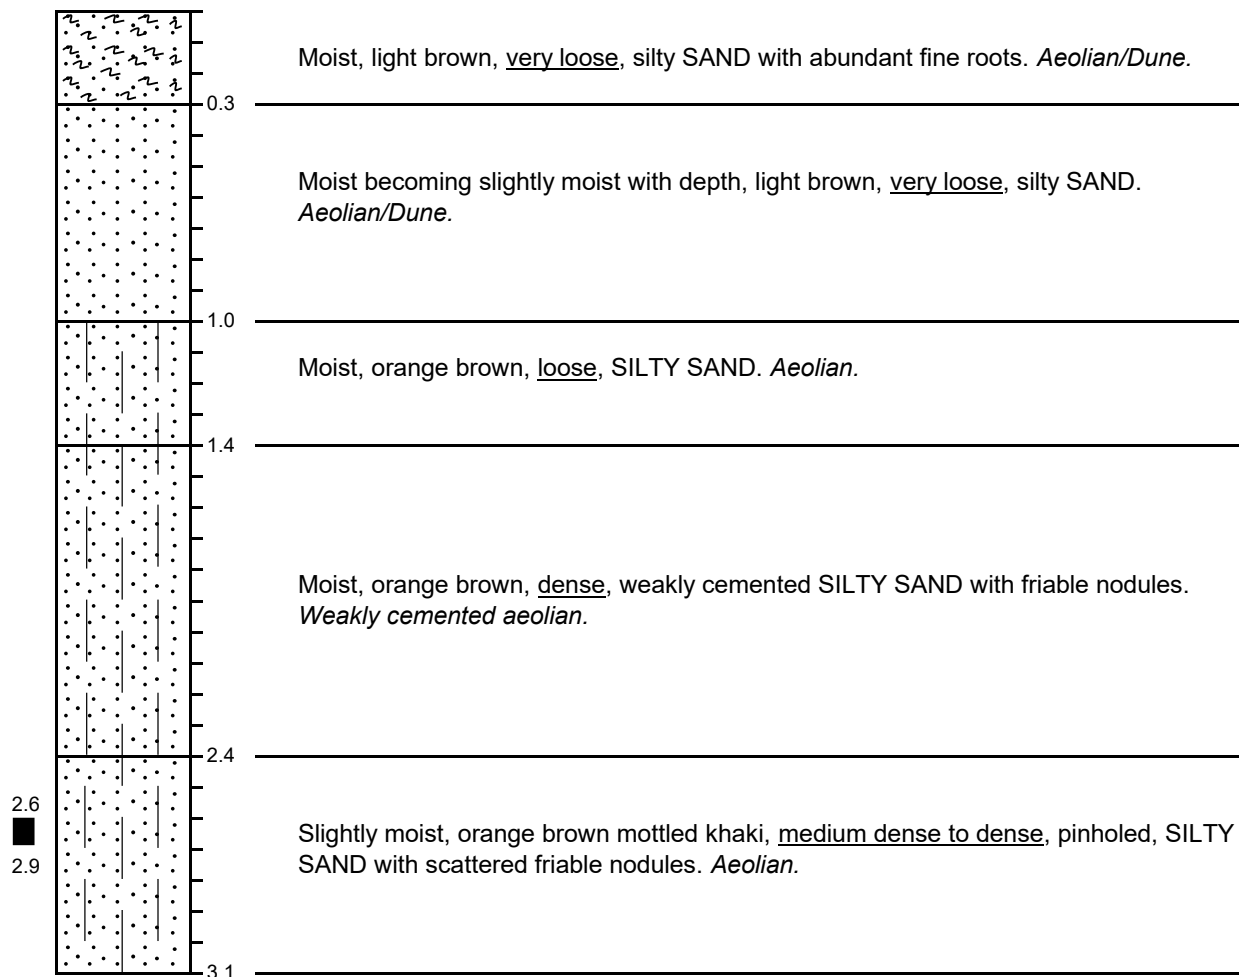 Moist, light brown, very loose, silty SAND with abundant fine roots. Aeolian/Dune.
0.3
Moist becoming slightly moist with depth, light brown, very loose, silty SAND.
Aeolian/Dune.
1.0
Moist, orange brown, loose, SILTY SAND. Aeolian.
1.4
Moist, orange brown, dense, weakly cemented SILTY SAND with friable nodules.
Weakly cemented aeolian.
2.4
2.6
Slightly moist, orange brown mottled khaki, medium dense to dense, pinholed, SILTY
SAND with scattered friable nodules. Aeolian.
2.9
3.1